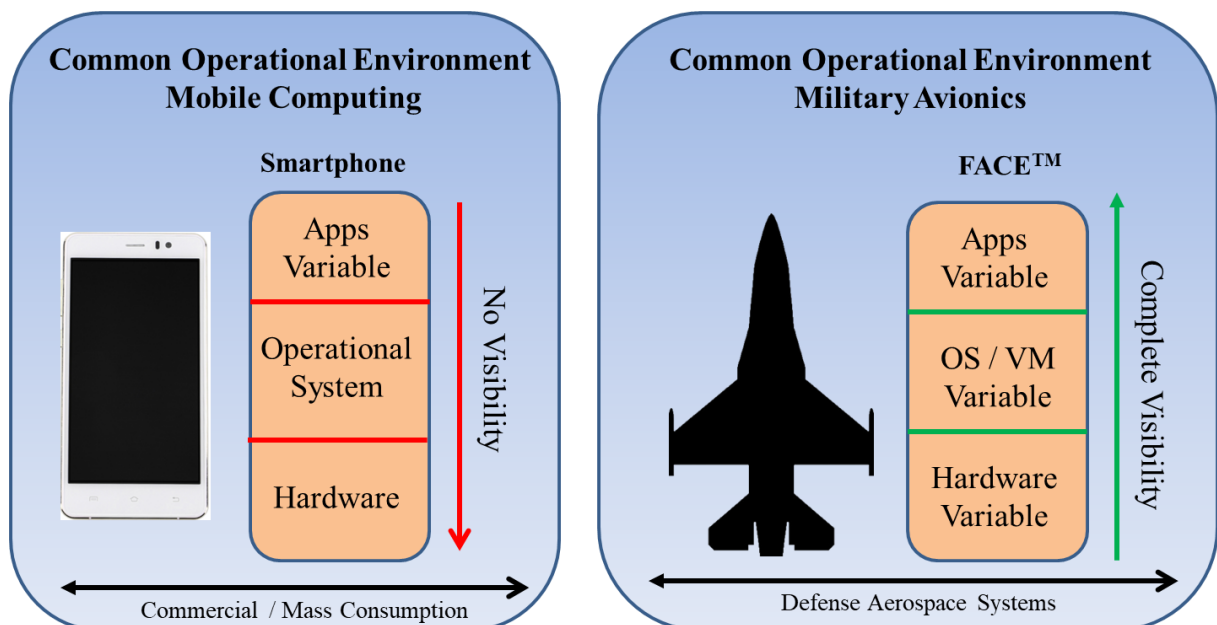 Common Operational Environment
Mobile Computing
Smartphone
Apps
Variable
Operational
System
Hardware
No Visibility
Commercial / Mass Consumption
Common Operational Environment
Military Avionics
FACE™
Apps
Variable
OS / VM
Variable
Hardware
Variable
Complete Visibility
Defense Aerospace Systems